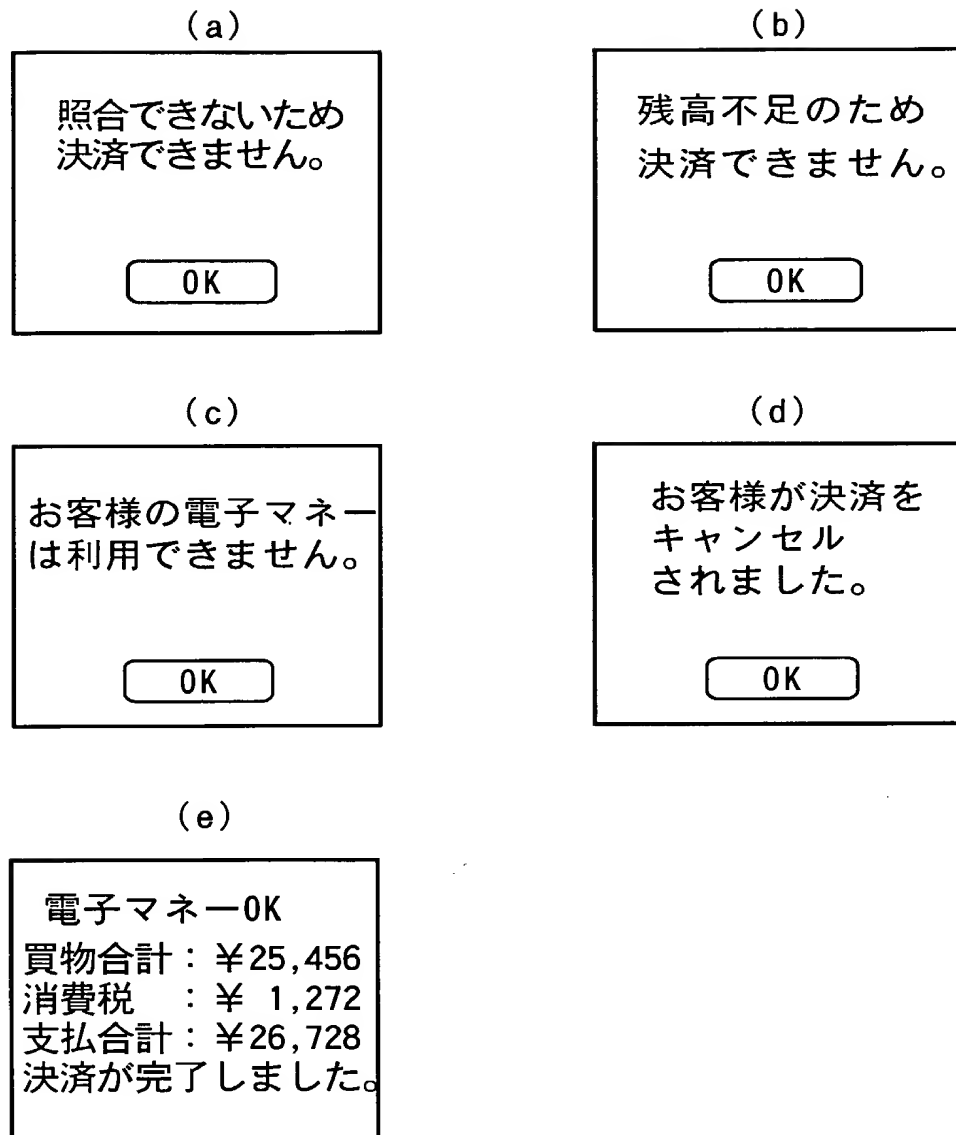 (a)
照合できないため
決済できません。
OK
(b)
残高不足のため
決済できません。
OK
(c)
お客様の電子マネー
は利用できません。
OK
(d)
お客様が決済を
キャンセル
されました。
OK
(e)
電子マネーOK
買物合計：￥25,456
消費税　：￥ 1,272
支払合計：￥26,728
決済が完了しました。